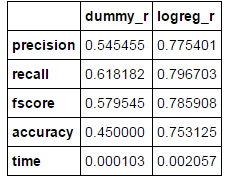 dummy_r logreg_r
precision 0.545455 0.775401
recall 0.618182 0.796703
fscore 0.579545 0.785908
accuracy 0.450000 0.753125
time 0.000103 0.002057